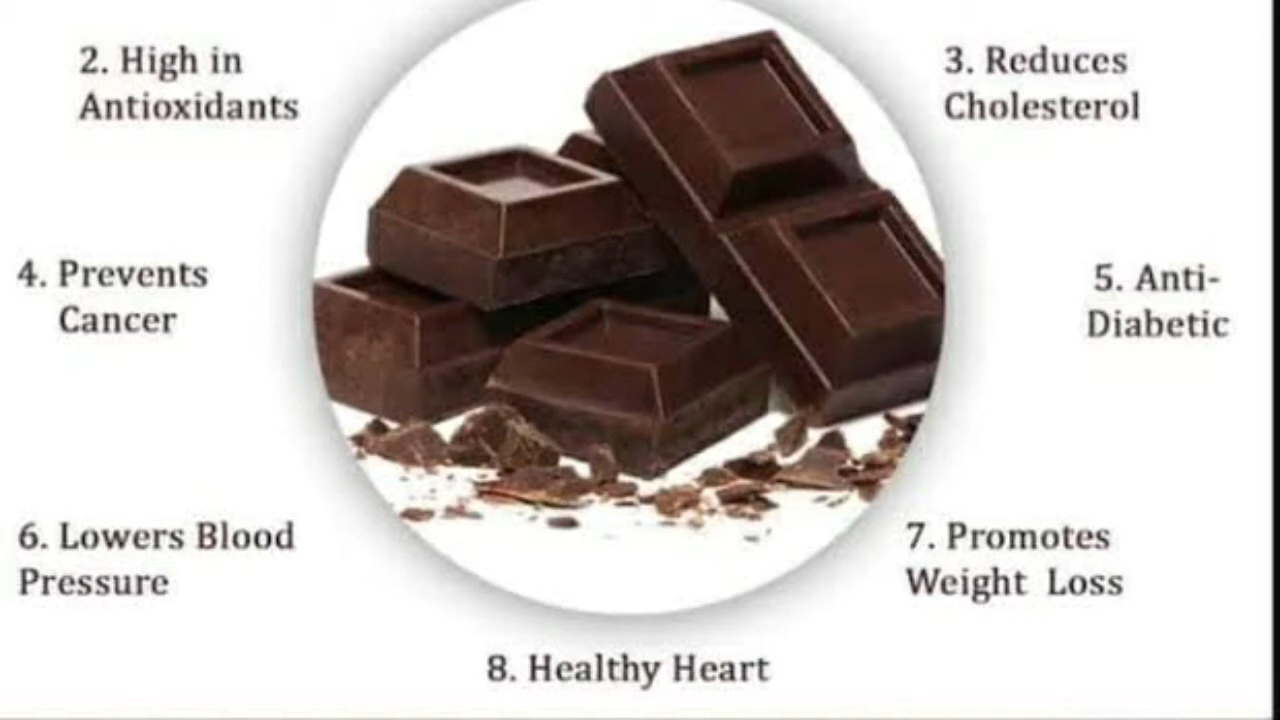 2. High in
Antioxidants
3. Reduces
Cholesterol
4. Prevents
Cancer
5. Anti-
Diabetic
6. Lowers Blood
Pressure
7. Promotes
Weight Loss
8. Healthy Heart